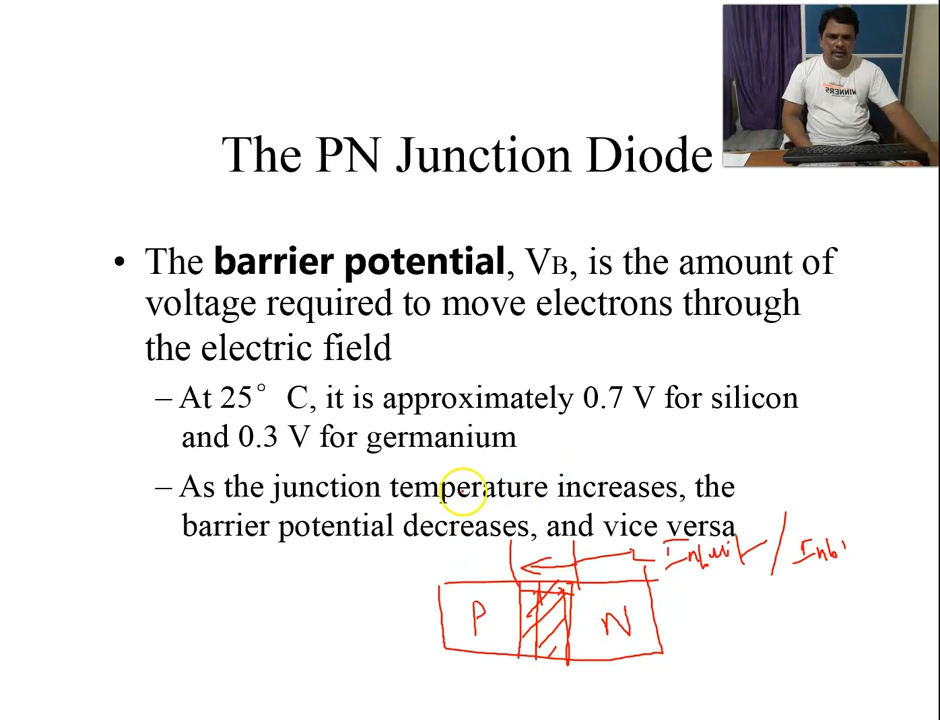 WINNERS
The PN Junction Diode
• The barrier potential, VB, is the amount of
voltage required to move electrons through
the electric field
– At 25° C, it is approximately 0.7 V for silicon
and 0.3 V for germanium
– As the junction temperature increases, the
barrier potential decreases, and vice versa
P N